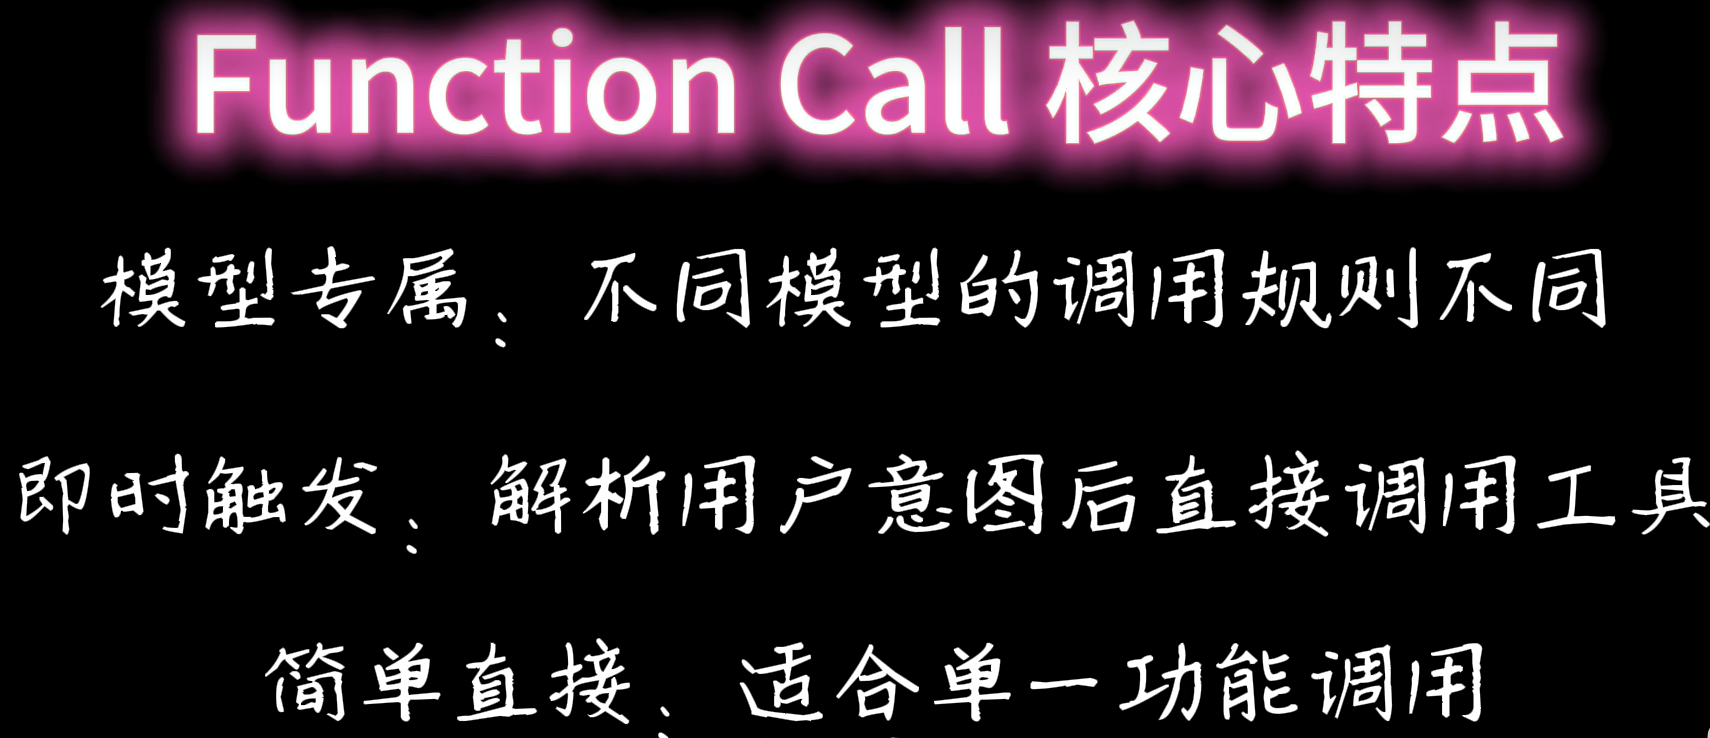 Function Call 核心特点
模型专属：不同模型的调用规则不同
即时触发：解析用户意图后直接调用工具
简单直接：适合单一功能调用